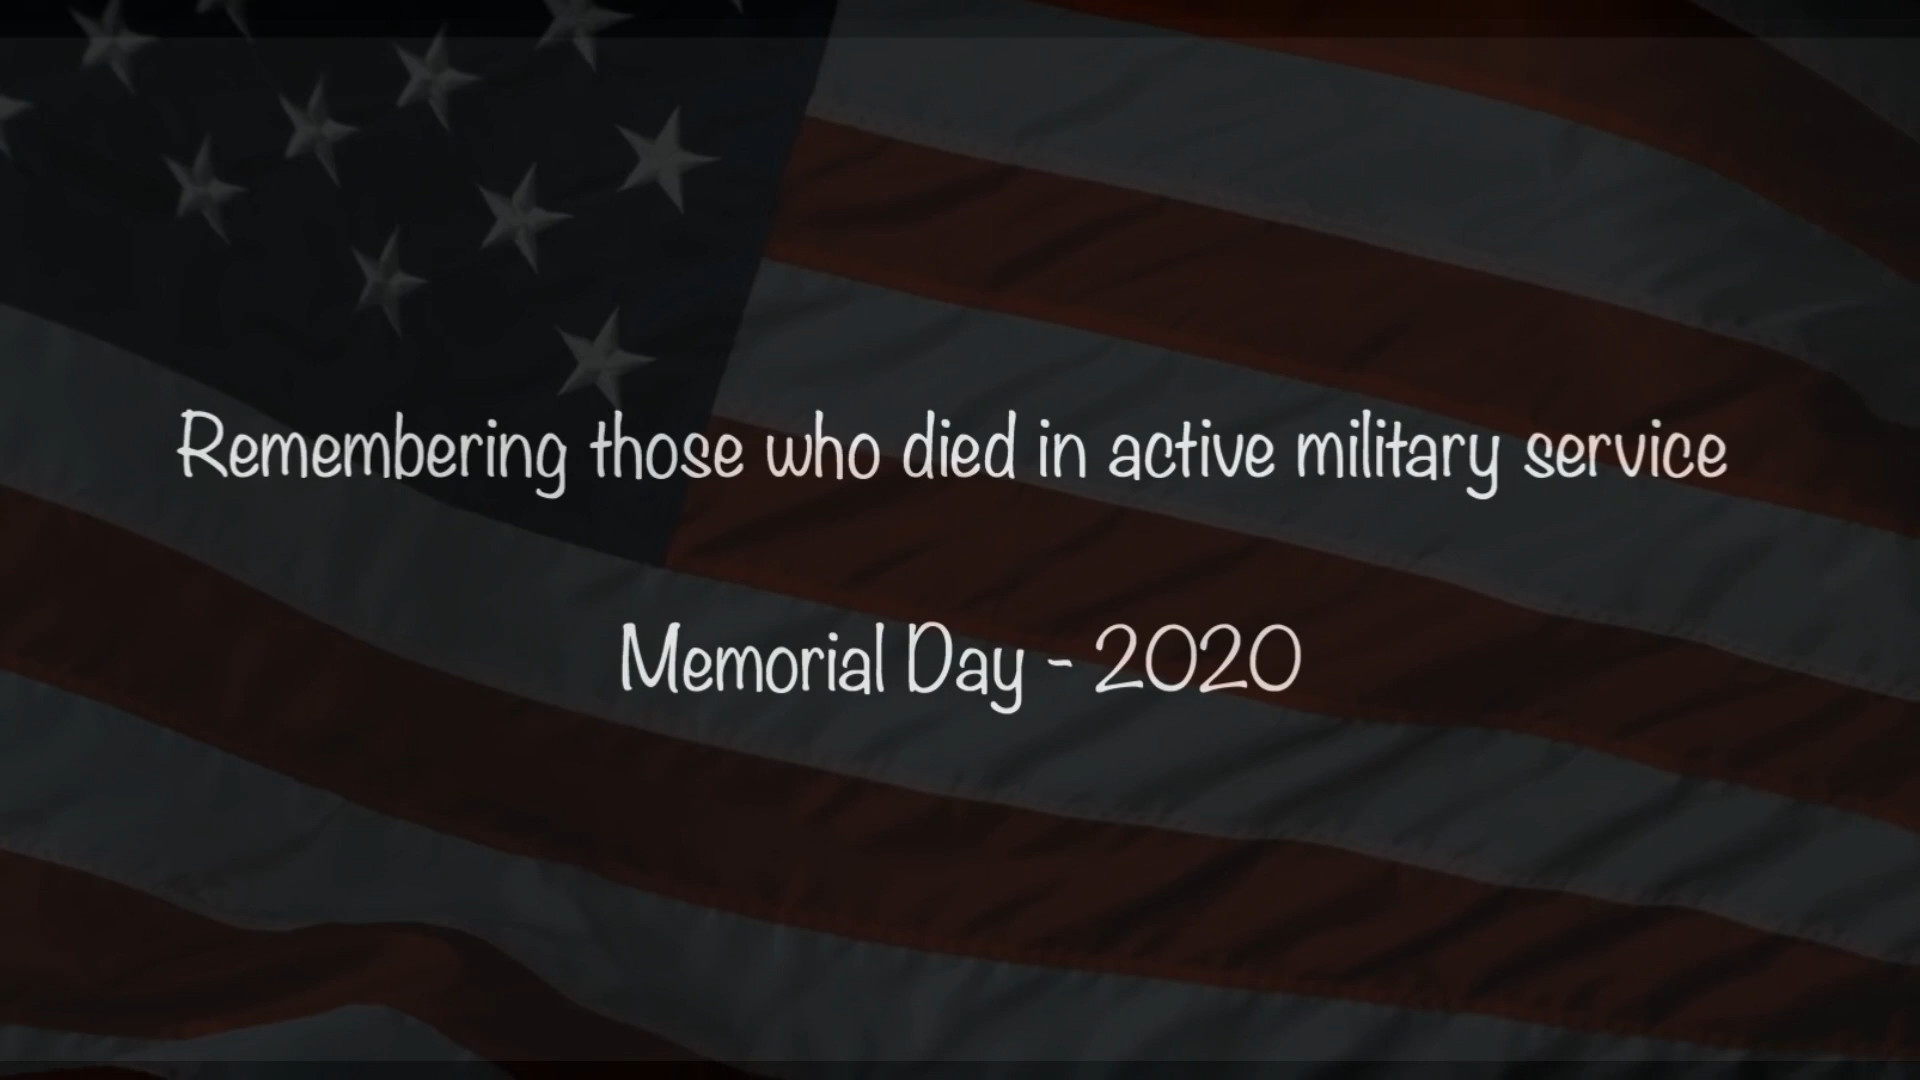 Remembering those who died in active military service
Memorial Day - 2020